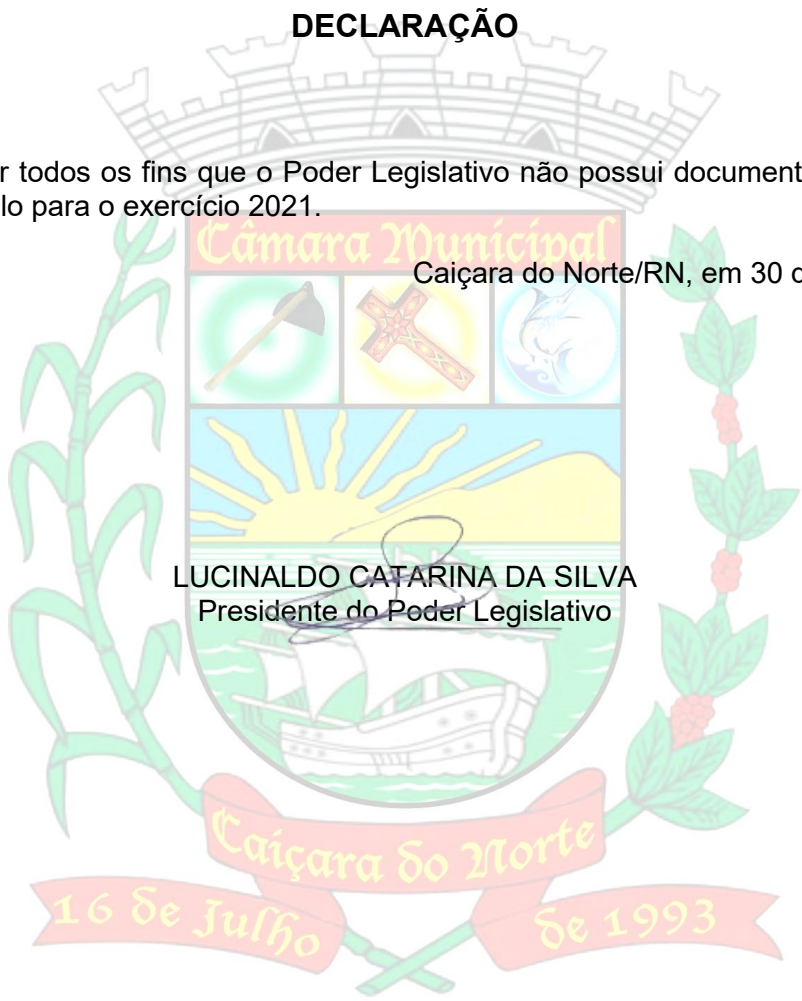 DECLARAÇÃO
r todos os fins que o Poder Legislativo não possui document
lo para o exercício 2021.
Câmara Municipal
Caiçara do Norte/RN, em 30 d
LUCINALDO CATARINA DA SILVA
Presidente do Poder Legislativo
Caiçara do Norte
16 de Julho de 1993